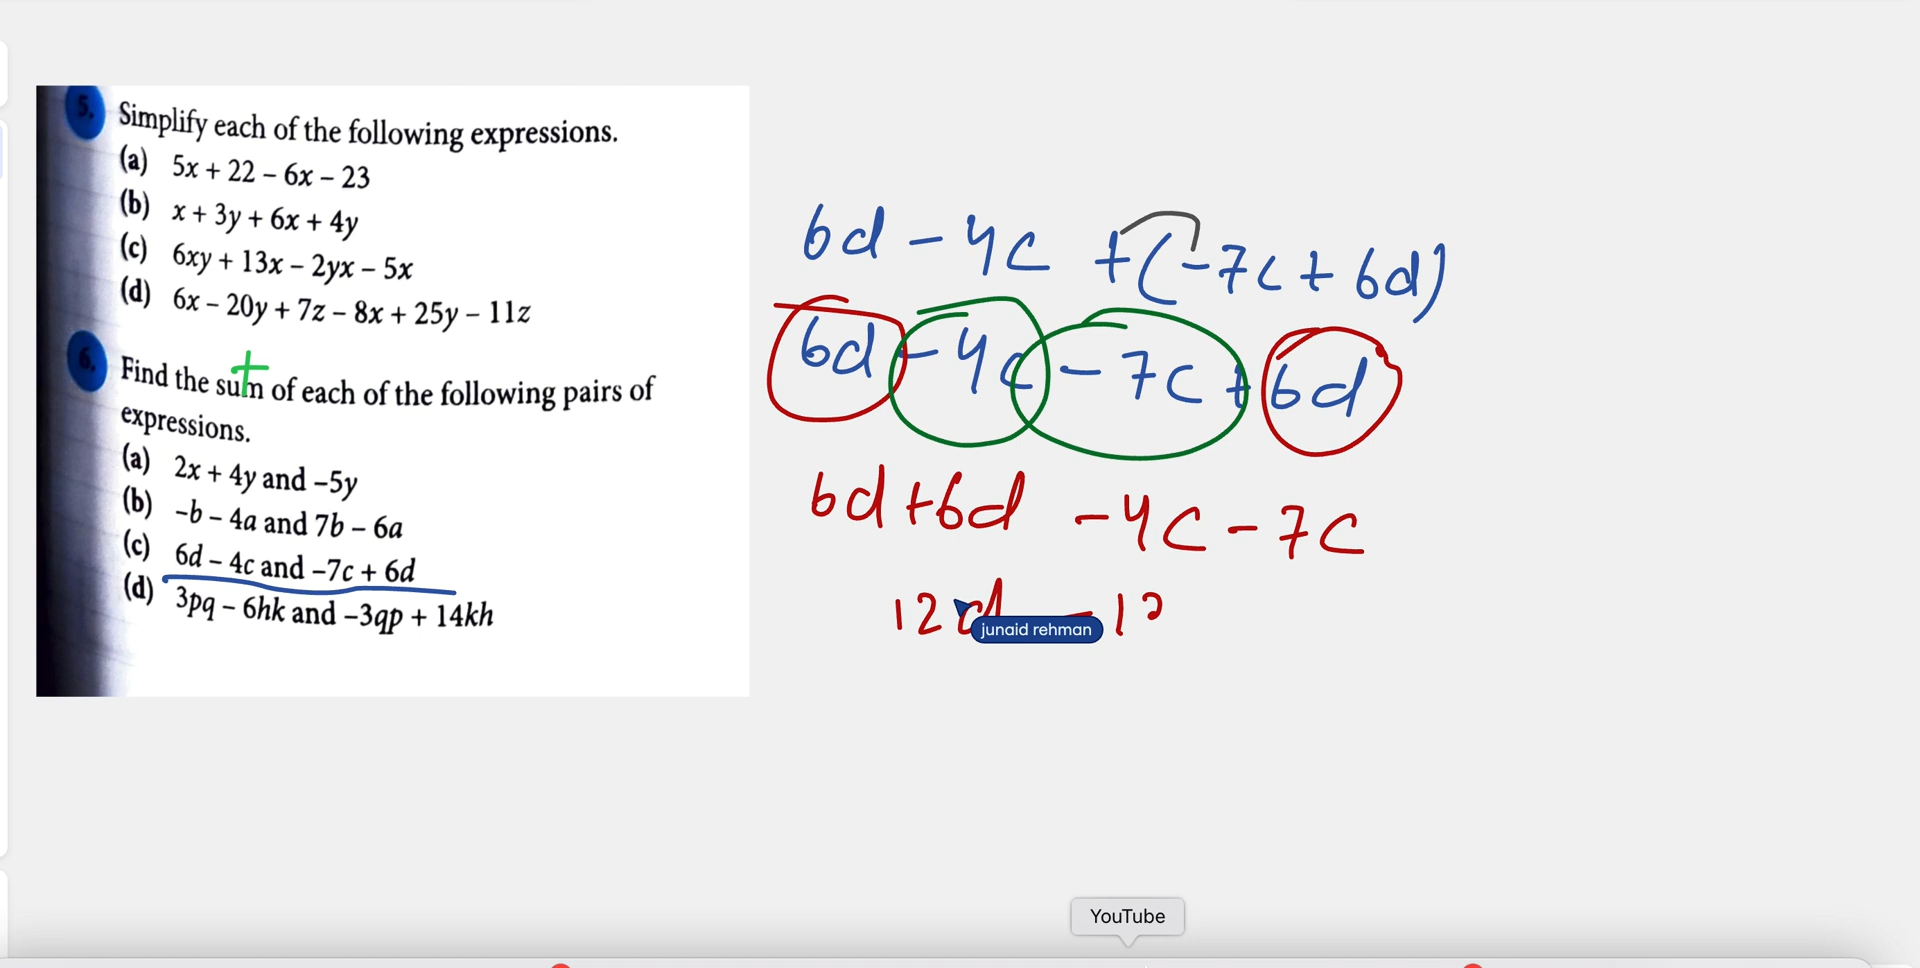 5. Simplify each of the following expressions.
(a) 5x + 22 – 6x – 23
(b) x + 3y + 6x + 4y
(c) 6xy + 13x – 2yx – 5x
(d) 6x – 20y + 7z – 8x + 25y – 11z
+
6. Find the sum of each of the following pairs of
expressions.
(a) 2x + 4y and –5y
(b) –b – 4a and 7b – 6a
(c) 6d – 4c and –7c + 6d
(d) 3pq – 6hk and –3qp + 14kh
6d – 4c + (–7c + 6d)
6d – 4c – 7c + 6d
6d + 6d – 4c – 7c
12d – 1
junaid rehman
YouTube